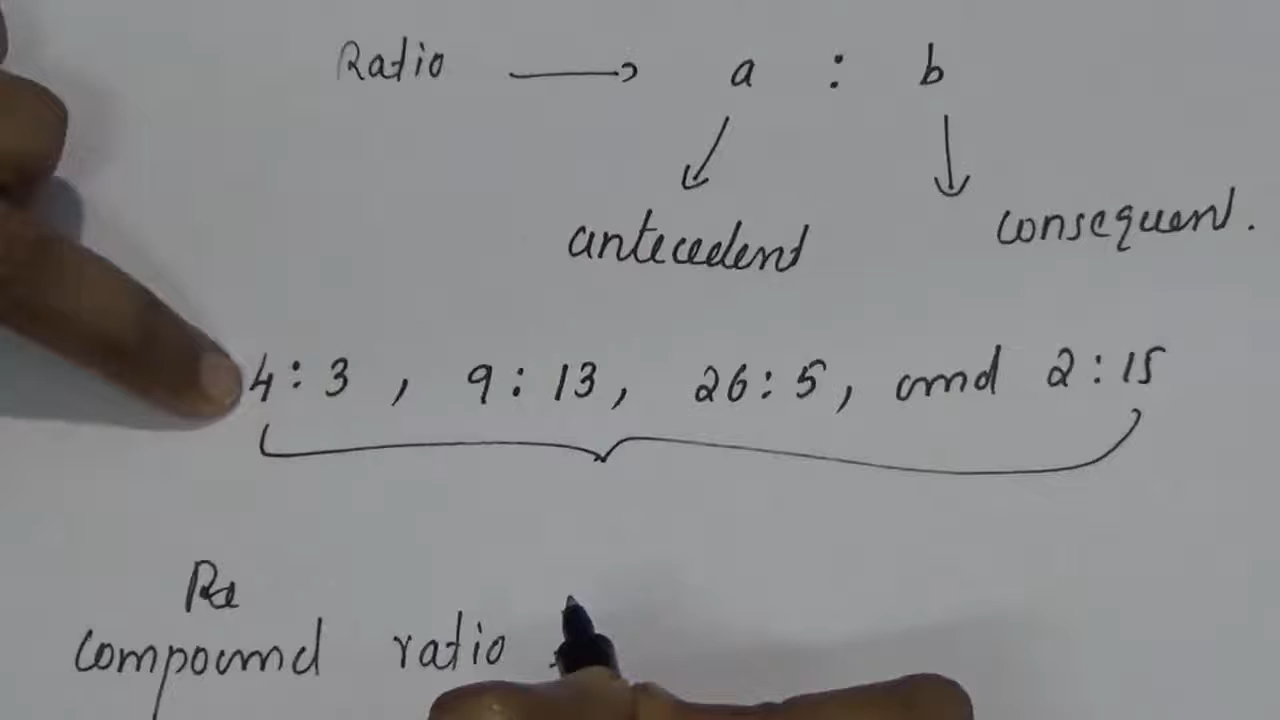 Ratio → a : b
antecedent consequent.
4:3 , 9:13, 26:5, and 2:15
Re
compound ratio